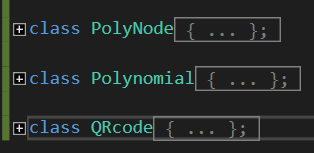 class PolyNode { ... };
class Polynomial { ... };
class QRcode { ... };